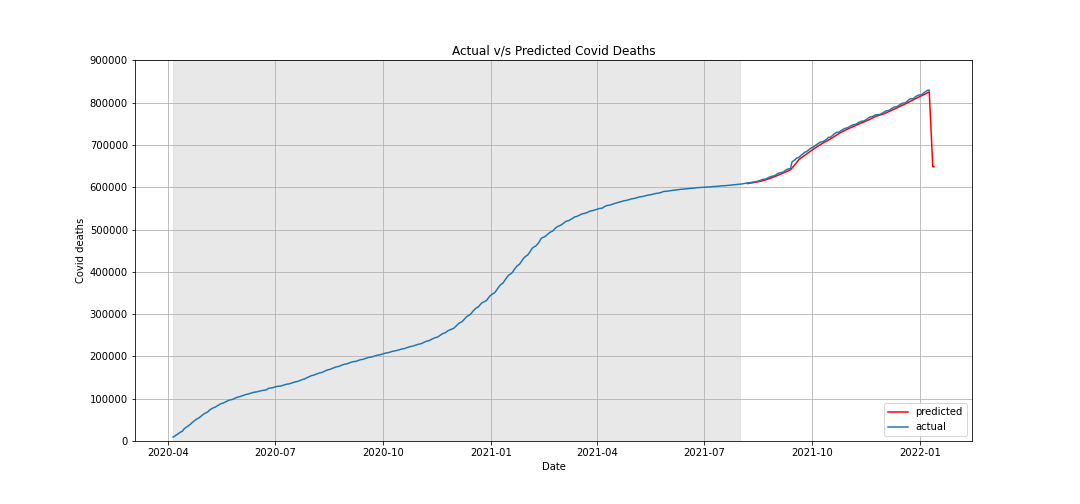 Actual v/s Predicted Covid Deaths
900000
800000
700000
600000
500000
400000
300000
200000
100000
0
Covid deaths
2020-04 2020-07 2020-10 2021-01 2021-04 2021-07 2021-10 2022-01
Date
predicted
actual